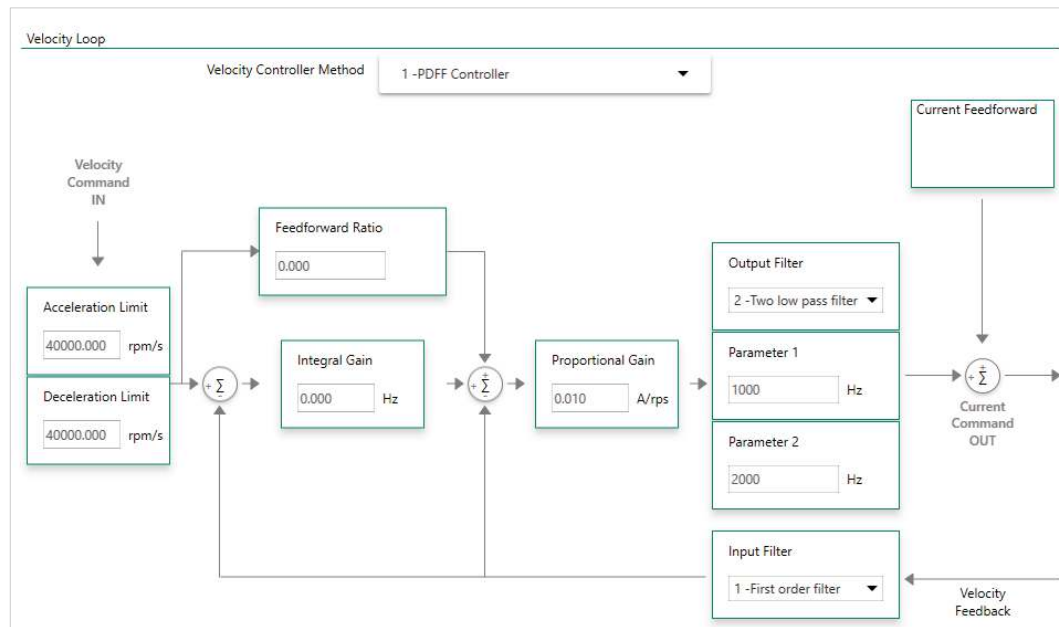 Velocity Loop
Velocity Controller Method
1 -PDFF Controller
Current Feedforward
Velocity
Command
IN
Feedforward Ratio
0.000
Output Filter
2 -Two low pass filter
Acceleration Limit
40000.000 rpm/s
Integral Gain
0.000 Hz
Proportional Gain
0.010 A/rps
Parameter 1
1000 Hz
+ Σ -
+ ± Σ -
+ ± Σ
Deceleration Limit
40000.000 rpm/s
Current
Command
OUT
Parameter 2
2000 Hz
Input Filter
1 -First order filter
Velocity
Feedback